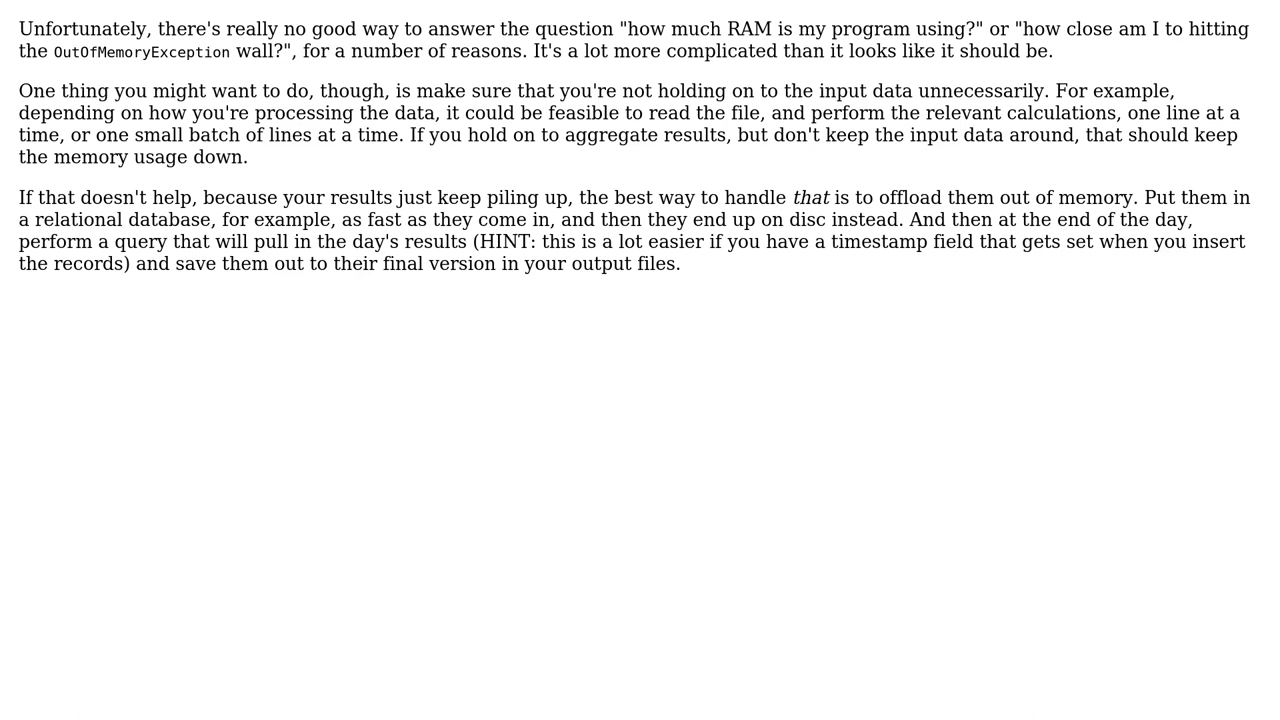 Unfortunately, there's really no good way to answer the question "how much RAM is my program using?" or "how close am I to hitting
the OutOfMemoryException wall?", for a number of reasons. It's a lot more complicated than it looks like it should be.
One thing you might want to do, though, is make sure that you're not holding on to the input data unnecessarily. For example,
depending on how you're processing the data, it could be feasible to read the file, and perform the relevant calculations, one line at a
time, or one small batch of lines at a time. If you hold on to aggregate results, but don't keep the input data around, that should keep
the memory usage down.
If that doesn't help, because your results just keep piling up, the best way to handle that is to offload them out of memory. Put them in
a relational database, for example, as fast as they come in, and then they end up on disc instead. And then at the end of the day,
perform a query that will pull in the day's results (HINT: this is a lot easier if you have a timestamp field that gets set when you insert
the records) and save them out to their final version in your output files.